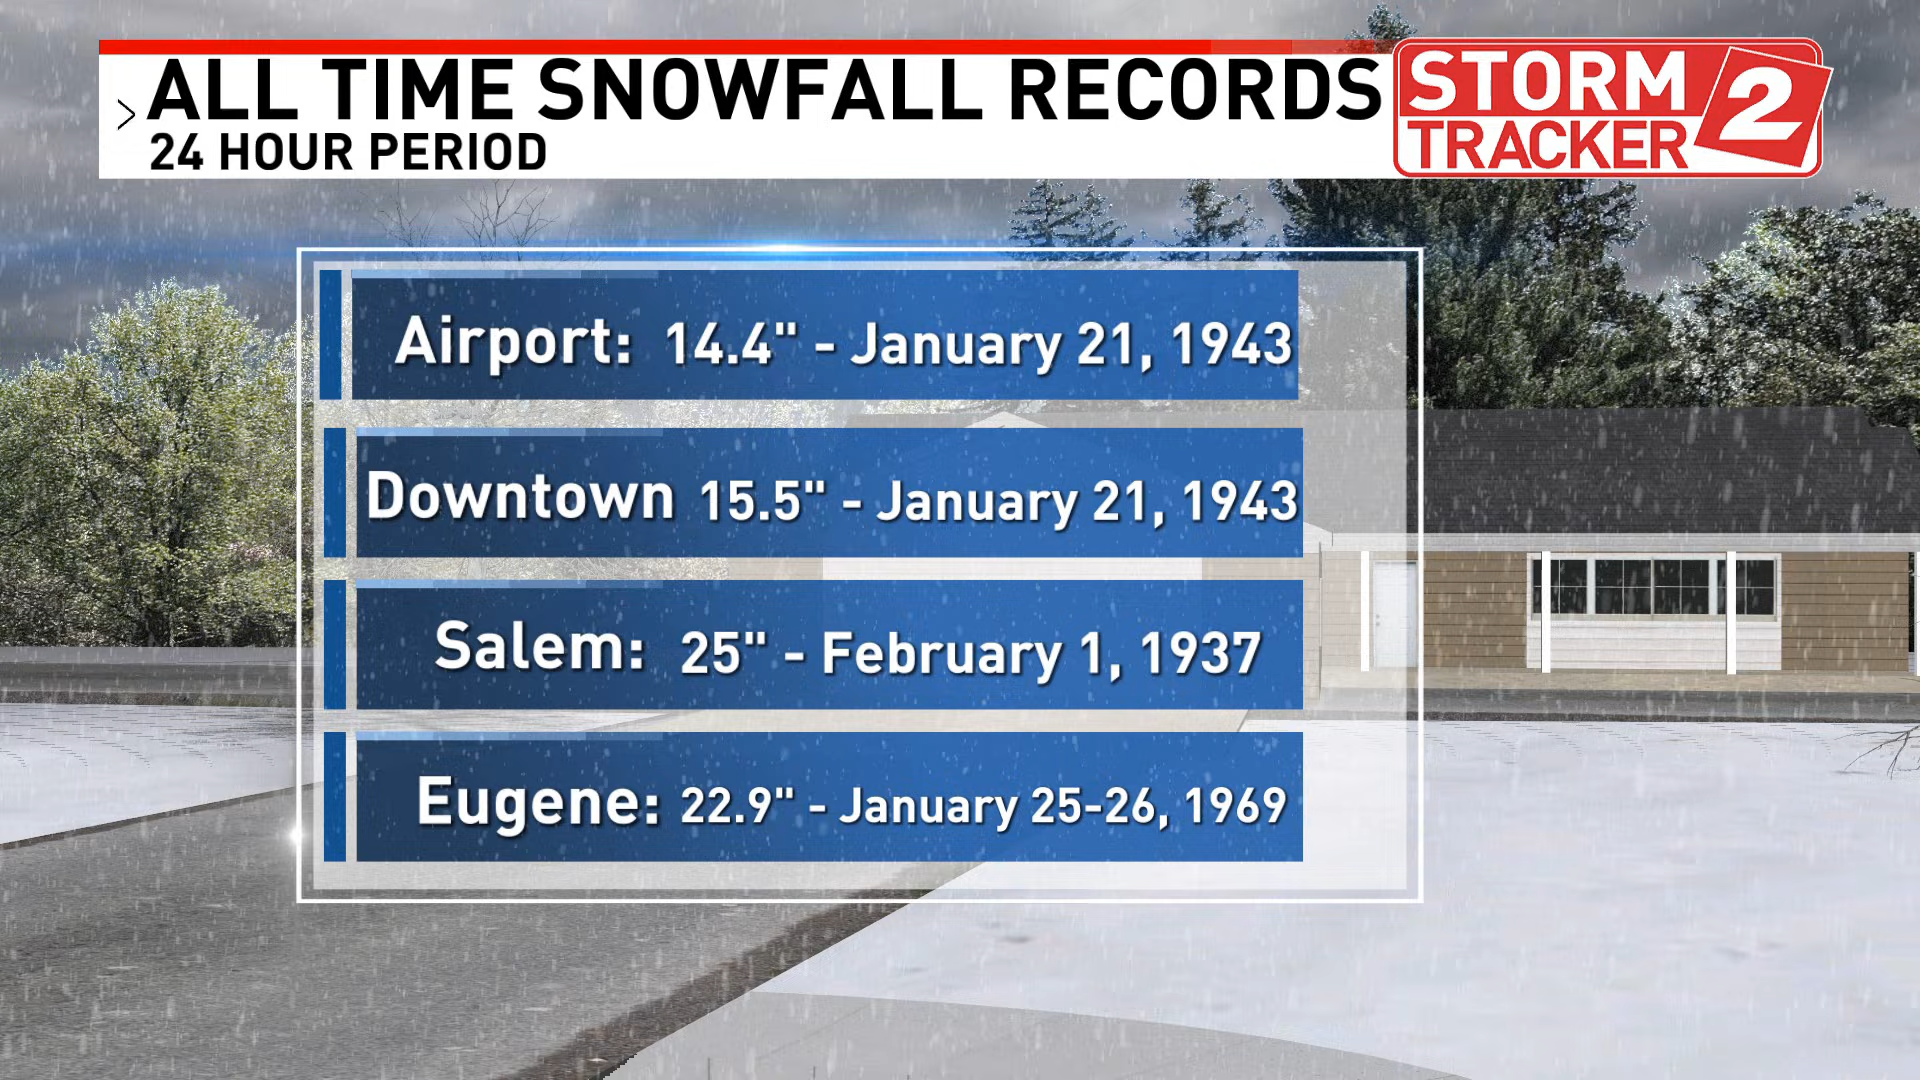 > ALL TIME SNOWFALL RECORDS
24 HOUR PERIOD
STORM
TRACKER 2
Airport: 14.4" - January 21, 1943
Downtown 15.5" - January 21, 1943
Salem: 25" - February 1, 1937
Eugene: 22.9" - January 25-26, 1969